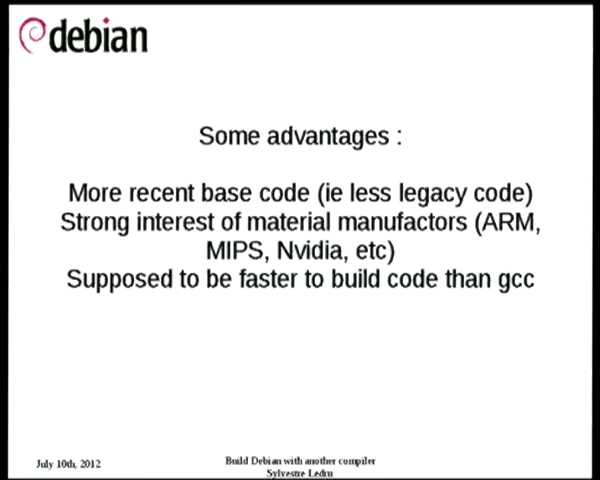 debian
Some advantages :
More recent base code (ie less legacy code)
Strong interest of material manufactors (ARM,
MIPS, Nvidia, etc)
Supposed to be faster to build code than gcc
July 10th, 2012
Build Debian with another compiler
Sylvestre Ledru